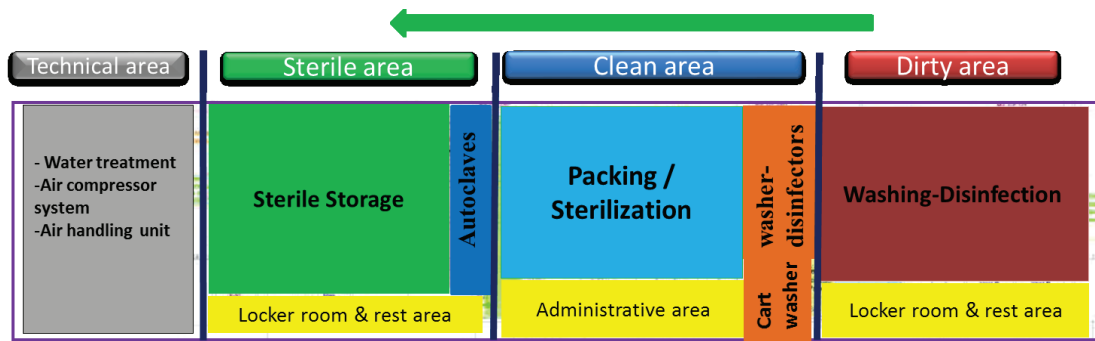 Technical area
Sterile area
Clean area
Dirty area
- Water treatment
-Air compressor
system
-Air handling unit
Sterile Storage
Autoclaves
Packing /
Sterilization
washer-
disinfectors
Washing-Disinfection
Locker room & rest area
Administrative area
Cart
washer
Locker room & rest area